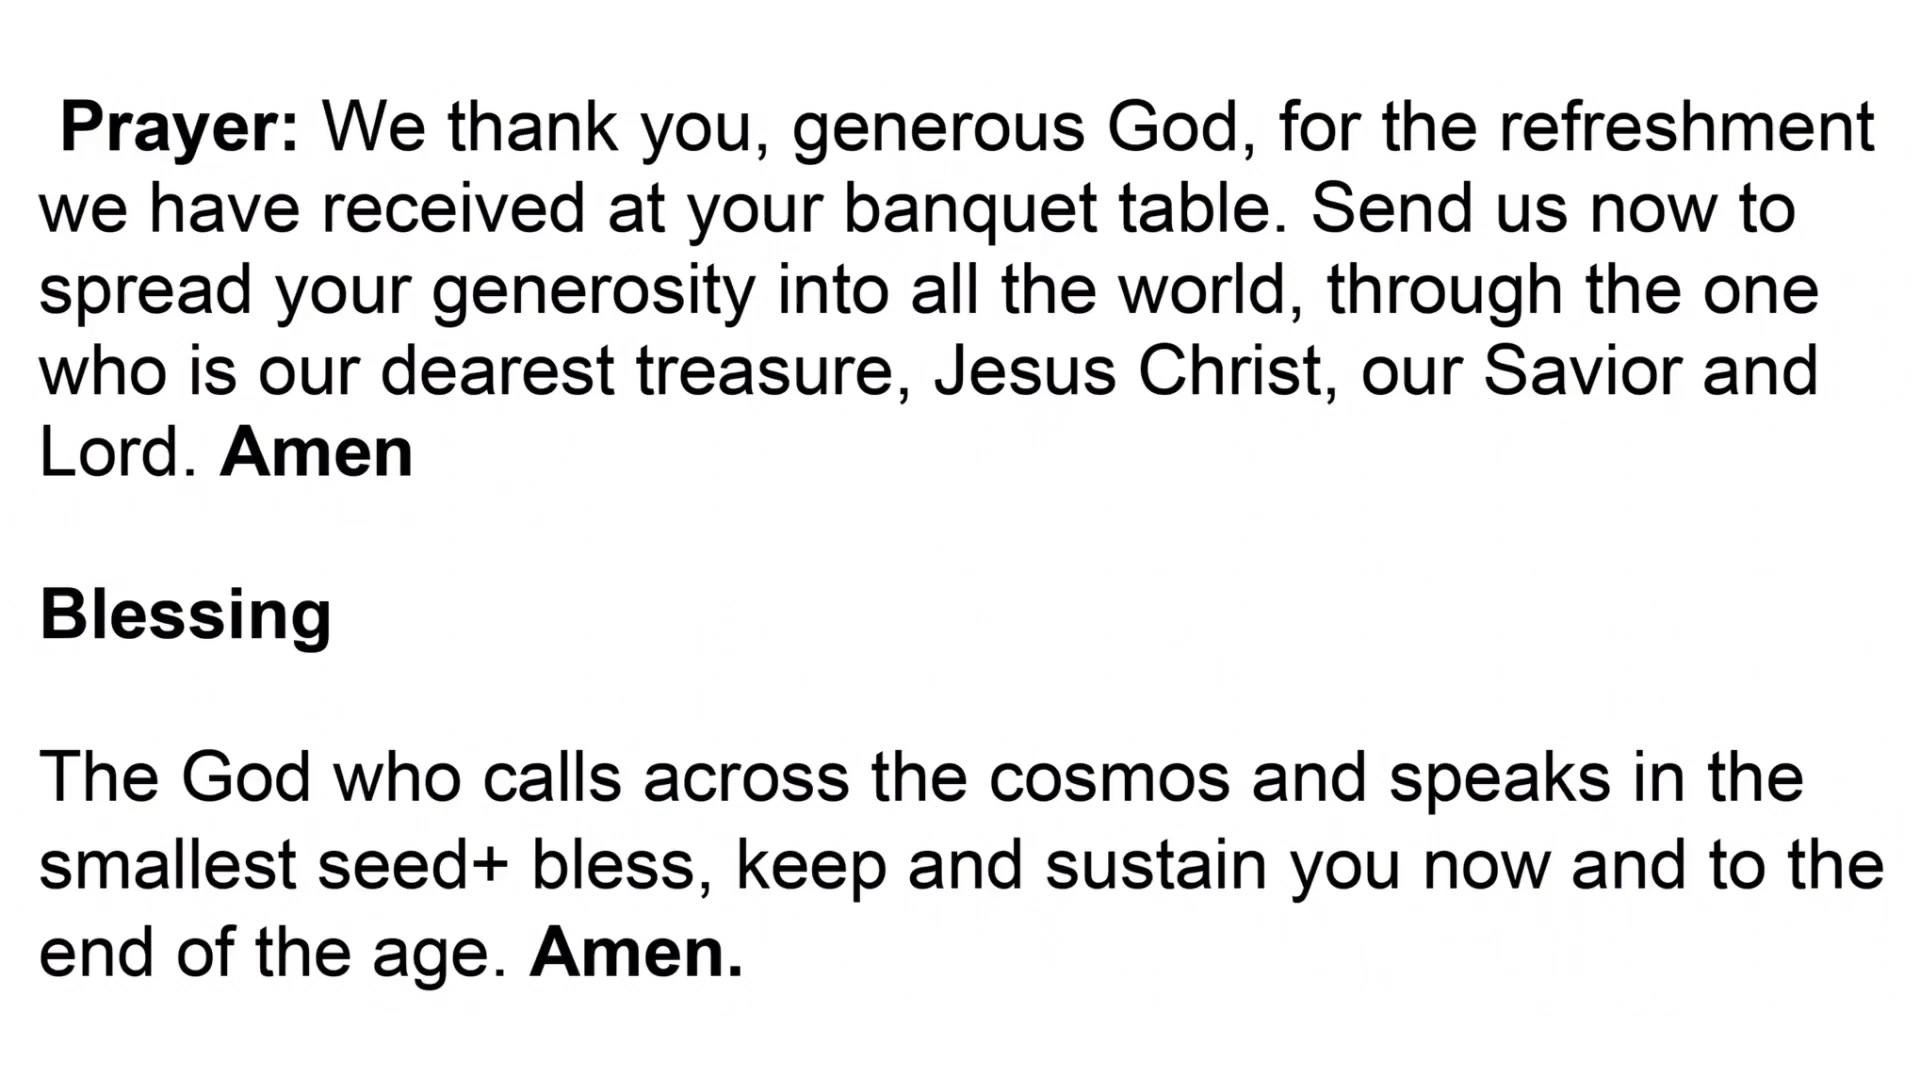 Prayer: We thank you, generous God, for the refreshment
we have received at your banquet table. Send us now to
spread your generosity into all the world, through the one
who is our dearest treasure, Jesus Christ, our Savior and
Lord. Amen
Blessing
The God who calls across the cosmos and speaks in the
smallest seed+ bless, keep and sustain you now and to the
end of the age. Amen.